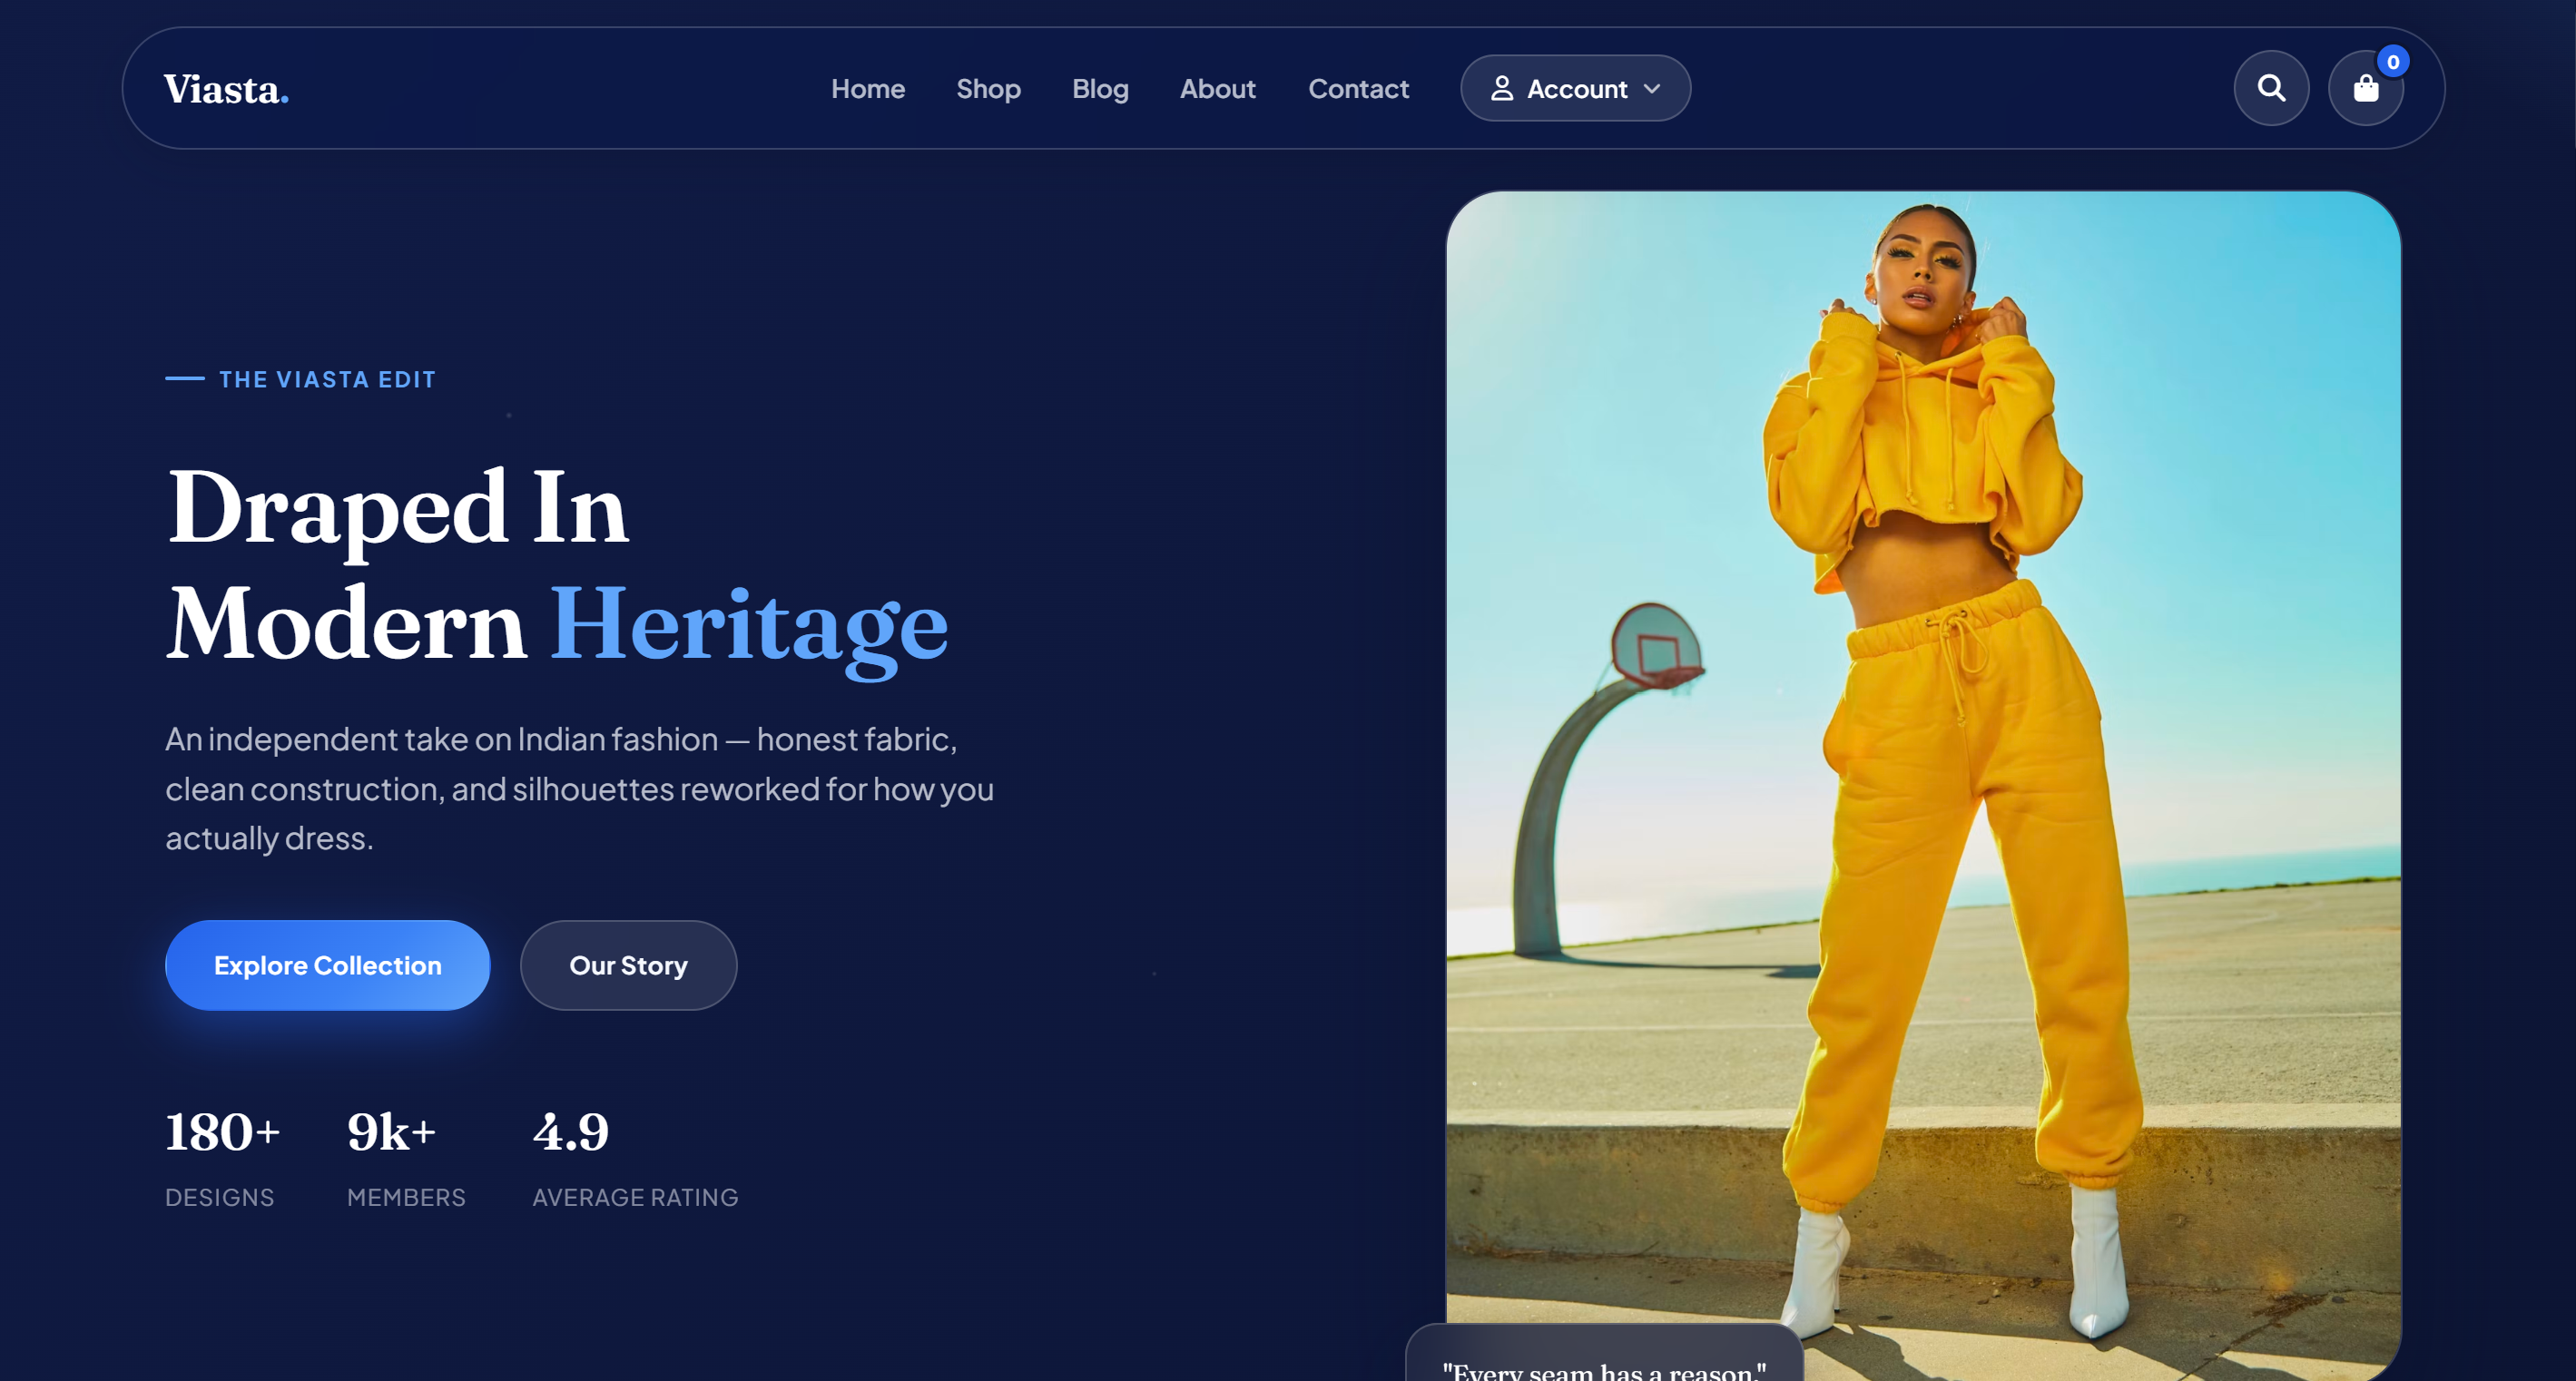 Viasta.
Home
Shop
Blog
About
Contact
Account
0
THE VIASTA EDIT
Draped In
Modern Heritage
An independent take on Indian fashion — honest fabric,
clean construction, and silhouettes reworked for how you
actually dress.
Explore Collection
Our Story
180+
DESIGNS
9k+
MEMBERS
4.9
AVERAGE RATING
"Every seam has a reason."